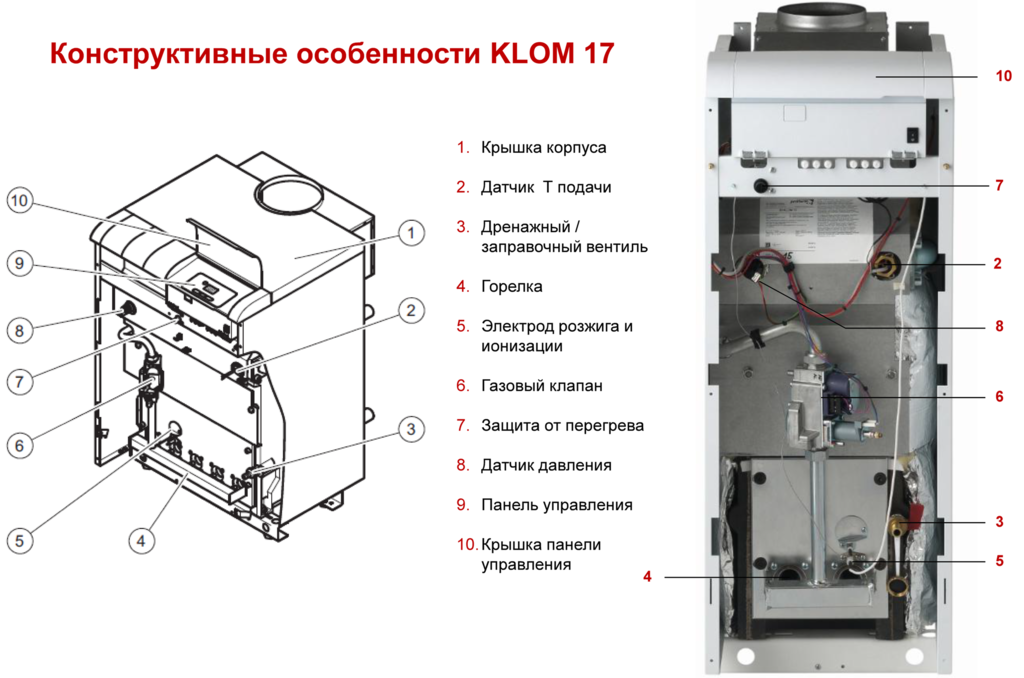 Конструктивные особенности KLOM 17
1. Крышка корпуса
2. Датчик Т подачи
3. Дренажный /
заправочный вентиль
4. Горелка
5. Электрод розжига и
ионизации
6. Газовый клапан
7. Защита от перегрева
8. Датчик давления
9. Панель управления
10. Крышка панели
управления
10
9
8
7
6
5
4
1
2
3
10
7
2
8
6
3
5
4